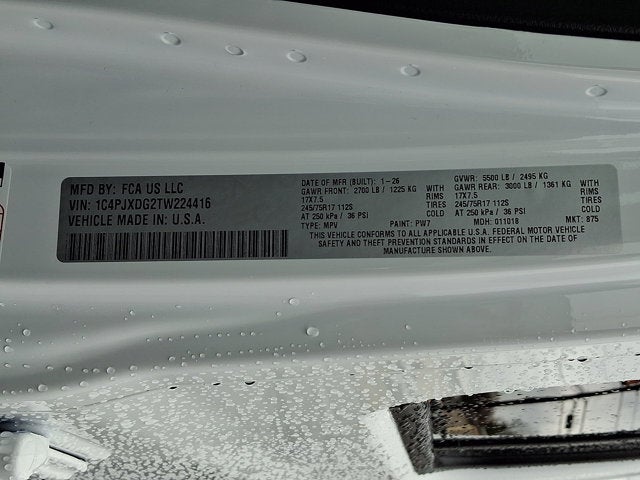 MFD BY: FCA US LLC
VIN: 1C4PJXDG2TW224416
VEHICLE MADE IN: U.S.A.
DATE OF MFR (BUILT): 1-26
GAWR FRONT: 2700 LB / 1225 KG WITH
17X7.5 RIMS
245/75R17 112S TIRES
AT 250 kPa / 36 PSI COLD
TYPE: MPV PAINT: PW7
GVWR: 5500 LB / 2495 KG
GAWR REAR: 3000 LB / 1361 KG WITH
17X7.5 RIMS
245/75R17 112S TIRES
AT 250 kPa / 36 PSI COLD
MDH: 011018 MKT: 875
THIS VEHICLE CONFORMS TO ALL APPLICABLE U.S.A. FEDERAL MOTOR VEHICLE
SAFETY AND THEFT PREVENTION STANDARDS IN EFFECT ON THE DATE OF
MANUFACTURE SHOWN ABOVE.